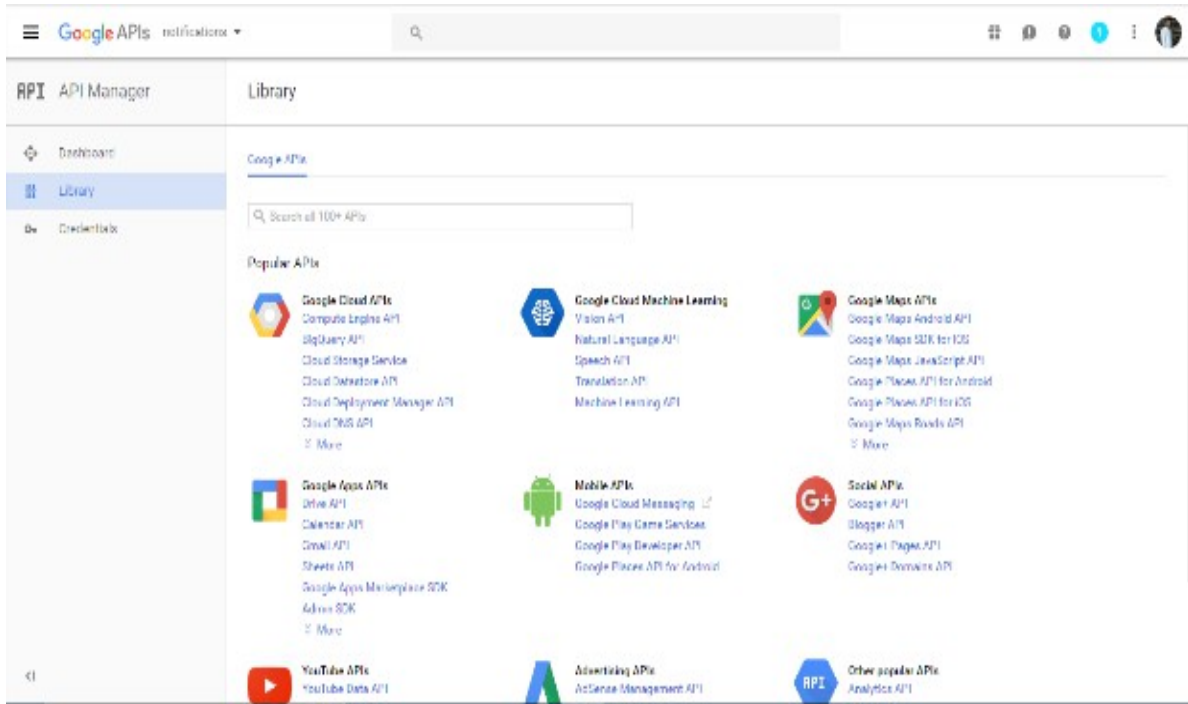 Google APIs notifications
1
API API Manager
Library
Dashboard
Library
Credentials
Google APIs
Search all 100+ APIs
Popular APIs
Google Cloud APIs
Compute Engine API
BigQuery API
Cloud Storage Service
Cloud Datastore API
Cloud Deployment Manager API
Cloud DNS API
More
Google Cloud Machine Learning
Vision API
Natural Language API
Speech API
Translation API
Machine Learning API
Google Maps APIs
Google Maps Android API
Google Maps SDK for iOS
Google Maps JavaScript API
Google Places API for Android
Google Places API for iOS
Google Maps Roads API
More
Google Apps APIs
Drive API
Calendar API
Gmail API
Sheets API
Google Apps Marketplace SDK
Admin SDK
More
Mobile APIs
Google Cloud Messaging
Google Play Game Services
Google Play Developer API
Google Places API for Android
G+
Social APIs
Google+ API
Blogger API
Google+ Pages API
Google+ Domains API
YouTube APIs
YouTube Data API
Advertising APIs
AdSense Management API
API
Other popular APIs
Analytics API